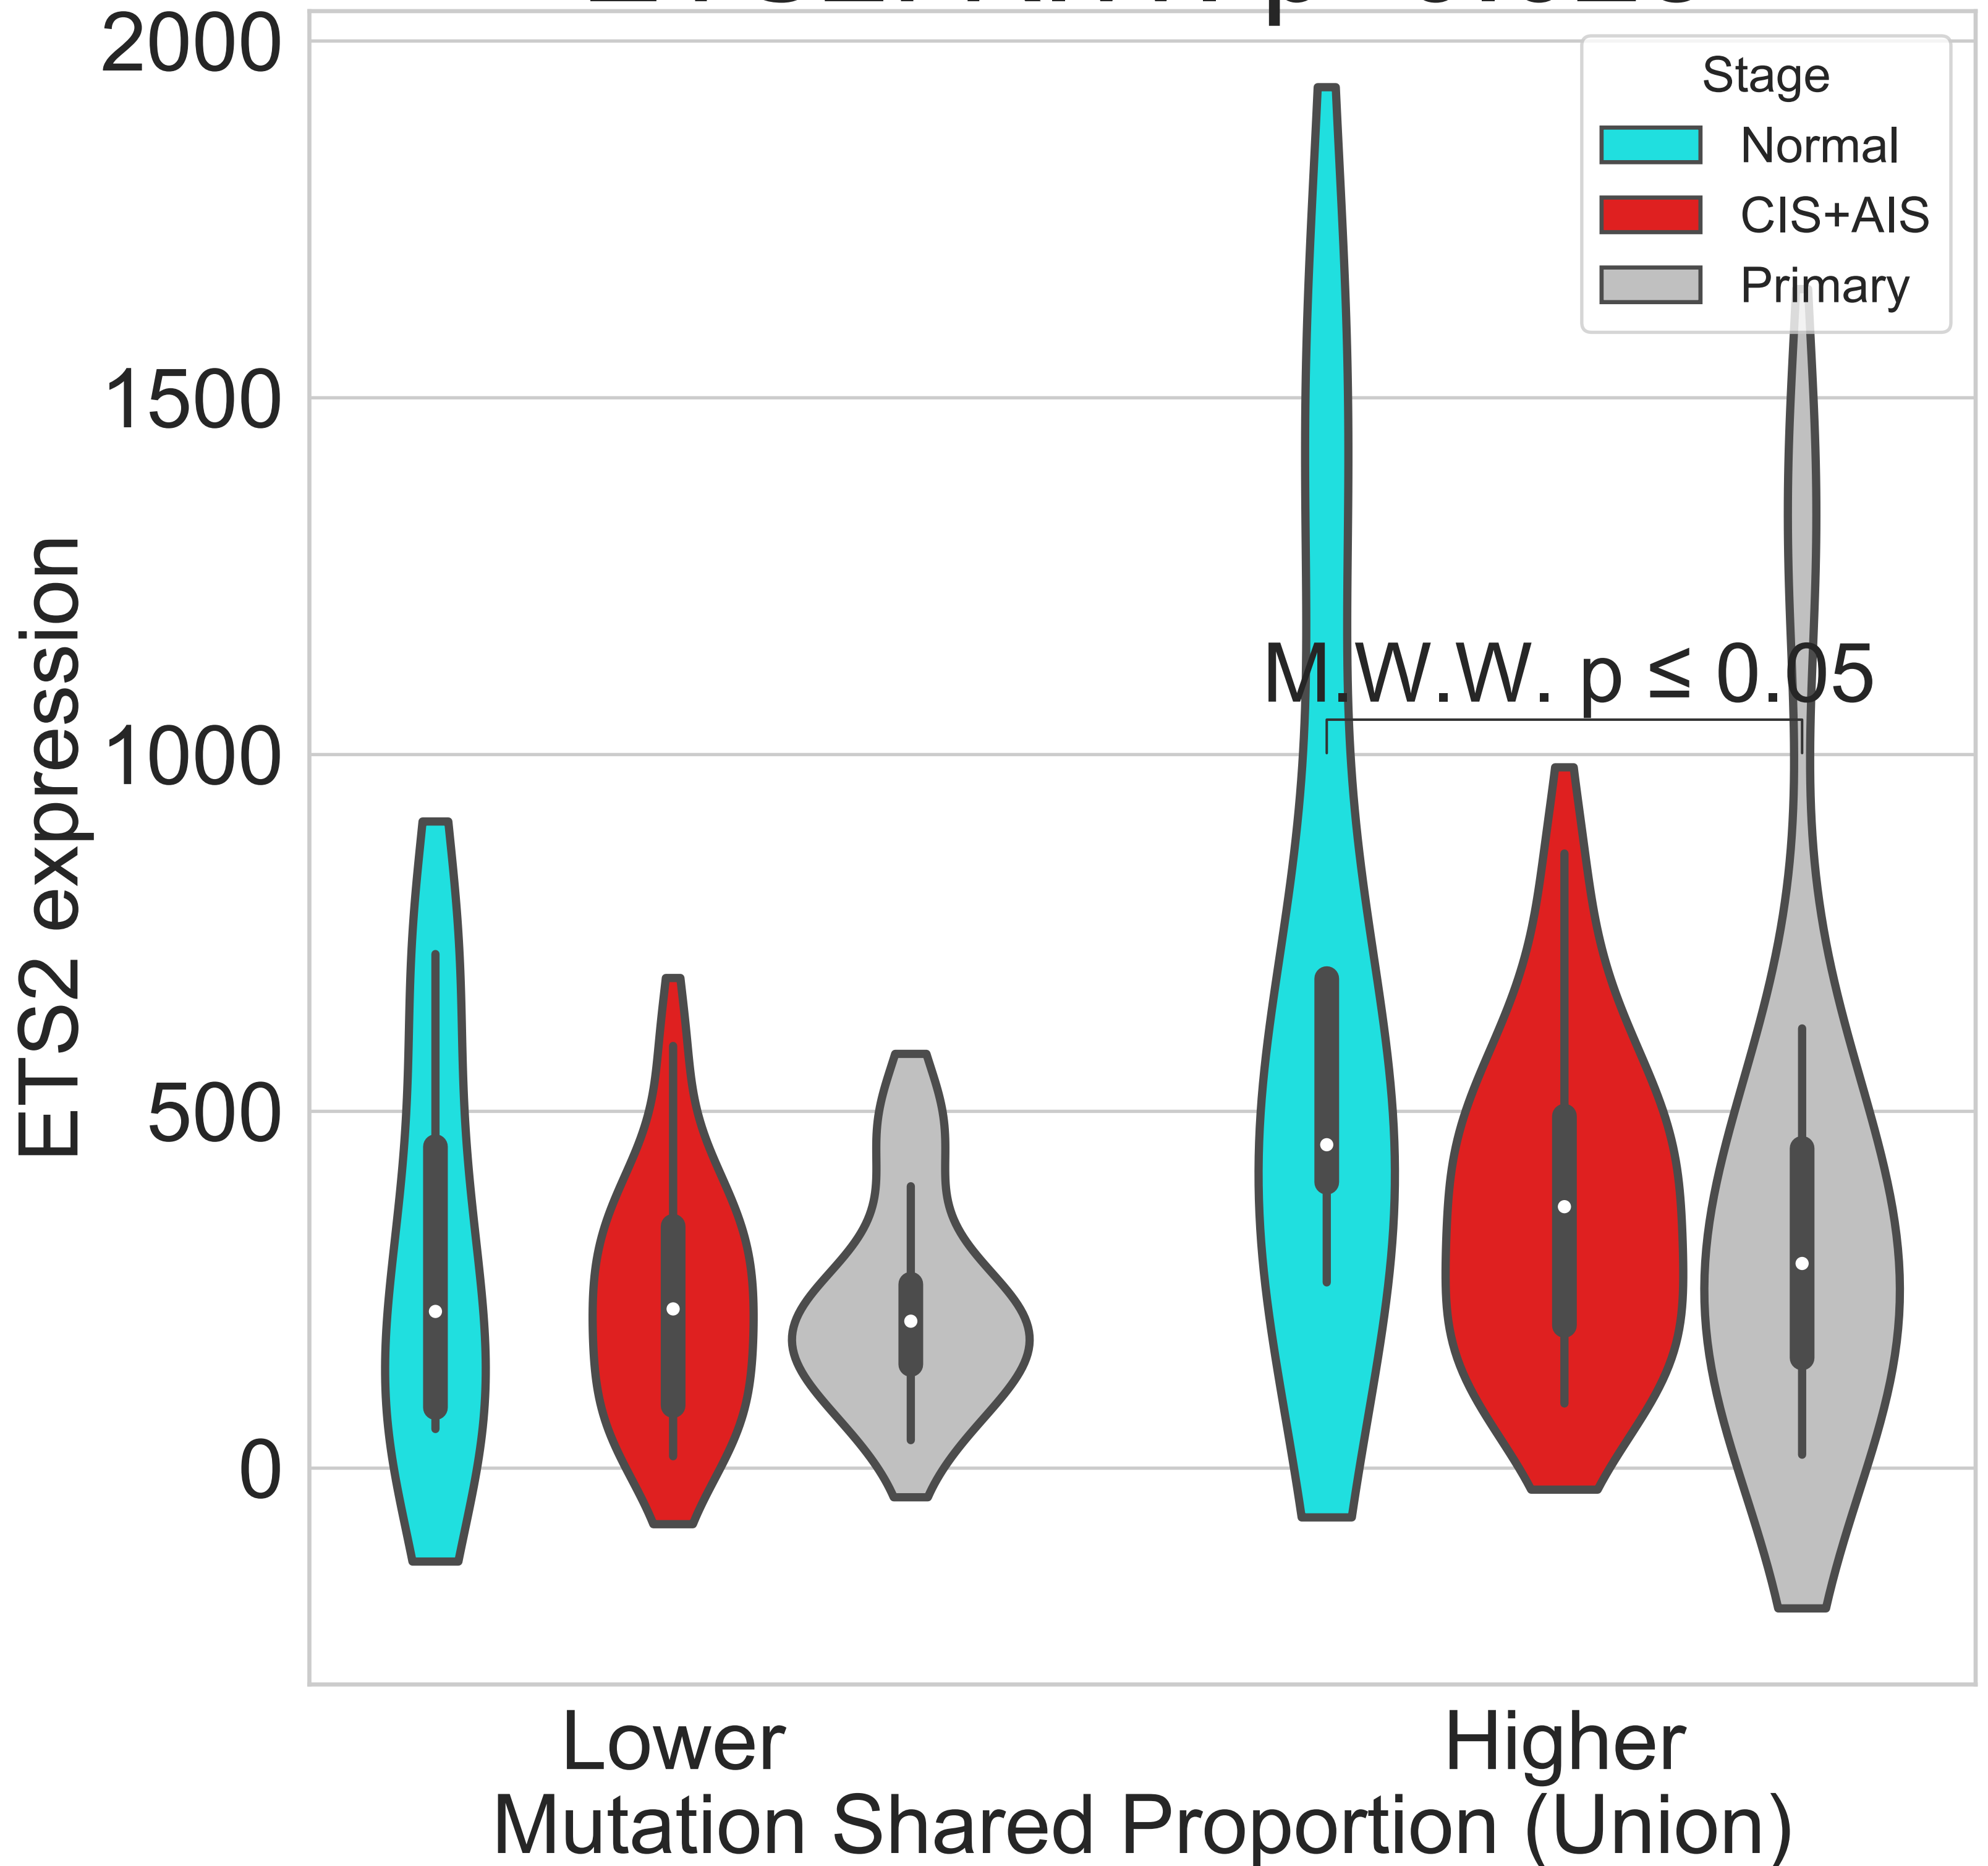 2000
1500
1000
500
0
ETS2 expression
Stage
Normal
CIS+AIS
Primary
M.W.W. p ≤ 0.05
Lower
Higher
Mutation Shared Proportion (Union)